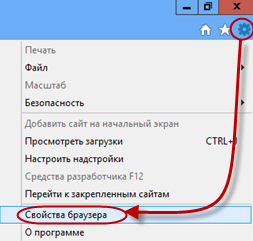 Печать
Файл
Масштаб
Безопасность
Добавить сайт на начальный экран
Просмотреть загрузки CTRL+J
Настроить надстройки
Средства разработчика F12
Перейти к закрепленным сайтам
Свойства браузера
О программе